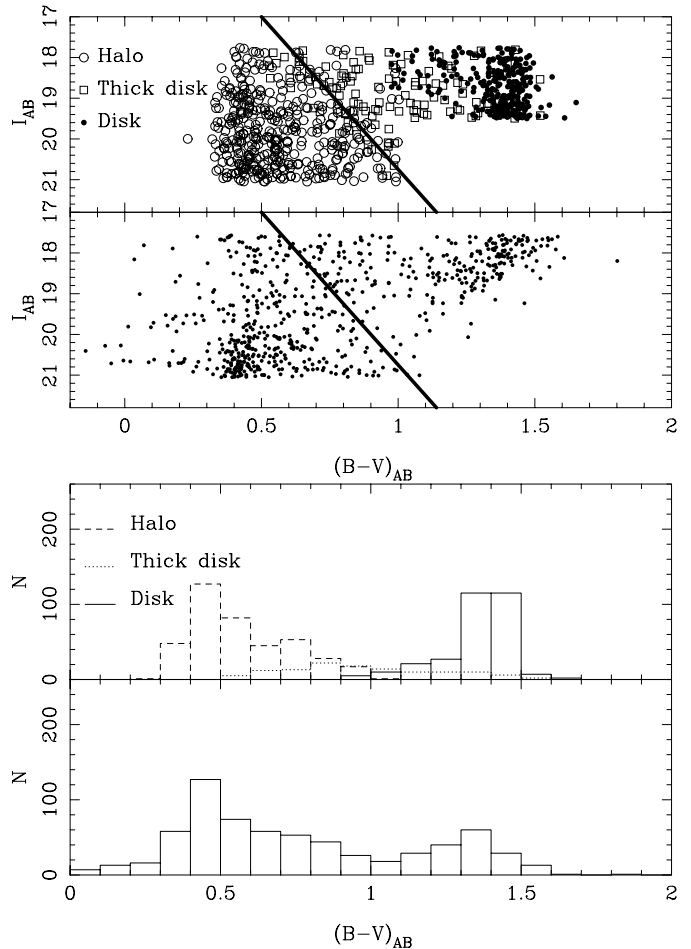 17
18
19
20
21
I_AB
Halo
Thick disk
Disk
17
18
19
20
21
I_AB
0 0.5 1 1.5 2
(B−V)_AB
200
100
0
N
Halo
Thick disk
Disk
200
100
0
N
0 0.5 1 1.5 2
(B−V)_AB